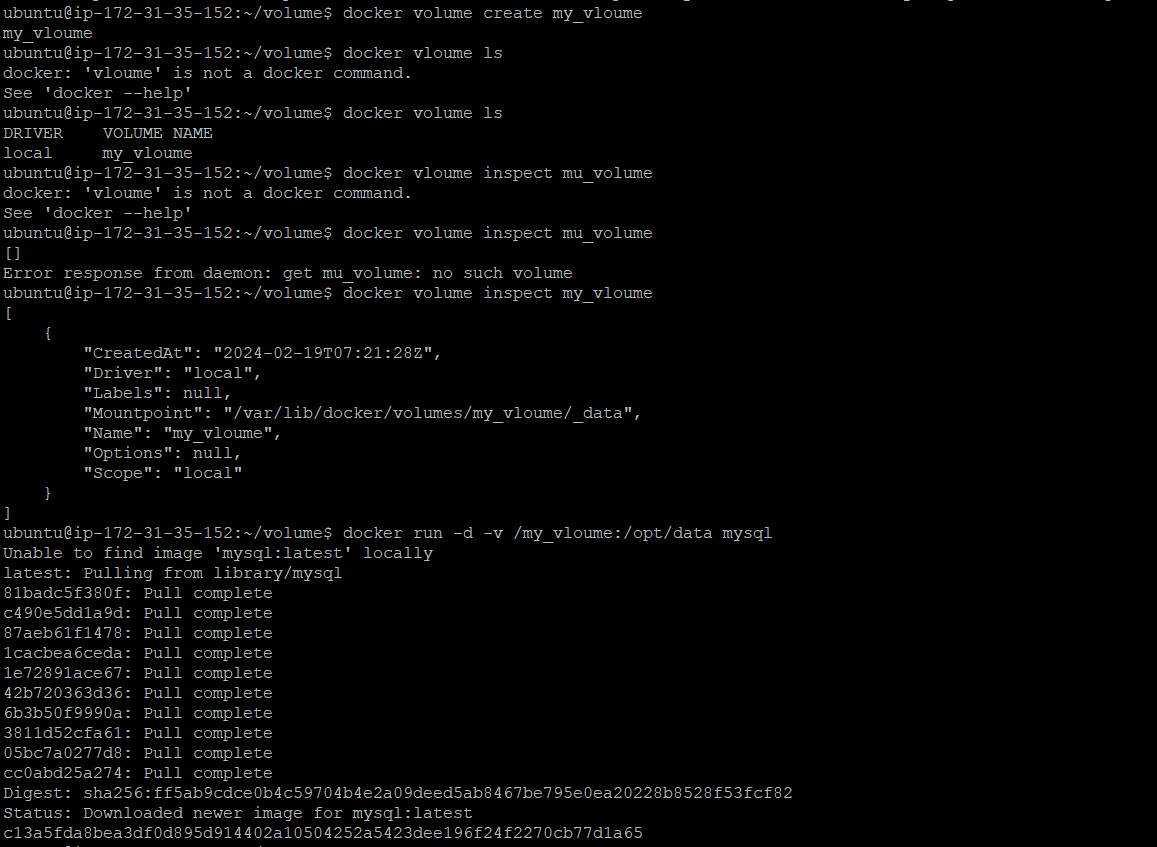 ubuntu@ip-172-31-35-152:~/volume$ docker volume create my_vloume
my_vloume
ubuntu@ip-172-31-35-152:~/volume$ docker vloume ls
docker: 'vloume' is not a docker command.
See 'docker --help'
ubuntu@ip-172-31-35-152:~/volume$ docker volume ls
DRIVER    VOLUME NAME
local     my_vloume
ubuntu@ip-172-31-35-152:~/volume$ docker vloume inspect mu_volume
docker: 'vloume' is not a docker command.
See 'docker --help'
ubuntu@ip-172-31-35-152:~/volume$ docker volume inspect mu_volume
[]
Error response from daemon: get mu_volume: no such volume
ubuntu@ip-172-31-35-152:~/volume$ docker volume inspect my_vloume
[
    {
        "CreatedAt": "2024-02-19T07:21:28Z",
        "Driver": "local",
        "Labels": null,
        "Mountpoint": "/var/lib/docker/volumes/my_vloume/_data",
        "Name": "my_vloume",
        "Options": null,
        "Scope": "local"
    }
]
ubuntu@ip-172-31-35-152:~/volume$ docker run -d -v /my_vloume:/opt/data mysql
Unable to find image 'mysql:latest' locally
latest: Pulling from library/mysql
81badc5f380f: Pull complete
c490e5dd1a9d: Pull complete
87aeb61f1478: Pull complete
1cacbea6ceda: Pull complete
1e72891ace67: Pull complete
42b720363d36: Pull complete
6b3b50f9990a: Pull complete
3811d52cfa61: Pull complete
05bc7a0277d8: Pull complete
cc0abd25a274: Pull complete
Digest: sha256:ff5ab9cdce0b4c59704b4e2a09deed5ab8467be795e0ea20228b8528f53fcf82
Status: Downloaded newer image for mysql:latest
c13a5fda8bea3df0d895d914402a10504252a5423dee196f24f2270cb77d1a65